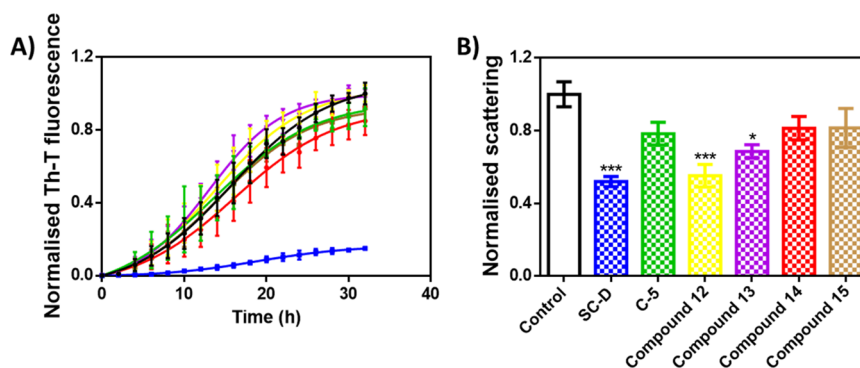 A)
Normalised Th-T fluorescence
1.2
0.8
0.4
0.0
0
10
20
30
40
Time (h)
B)
Normalised scattering
1.2
0.8
0.4
0.0
***
***
*
Control
SC-D
C-5
Compound 12
Compound 13
Compound 14
Compound 15